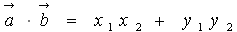 a⃗ · b⃗ = x₁x₂ + y₁y₂